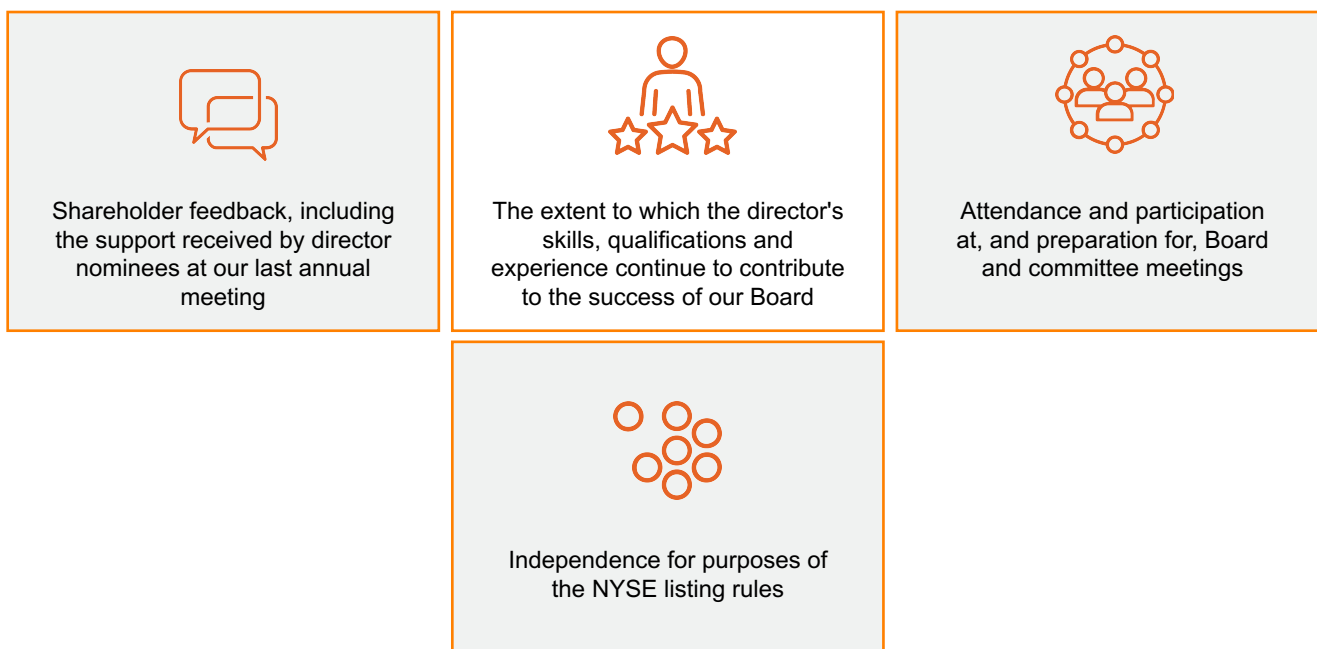 Shareholder feedback, including
the support received by director
nominees at our last annual
meeting
The extent to which the director's
skills, qualifications and
experience continue to contribute
to the success of our Board
Attendance and participation
at, and preparation for, Board
and committee meetings
Independence for purposes of
the NYSE listing rules